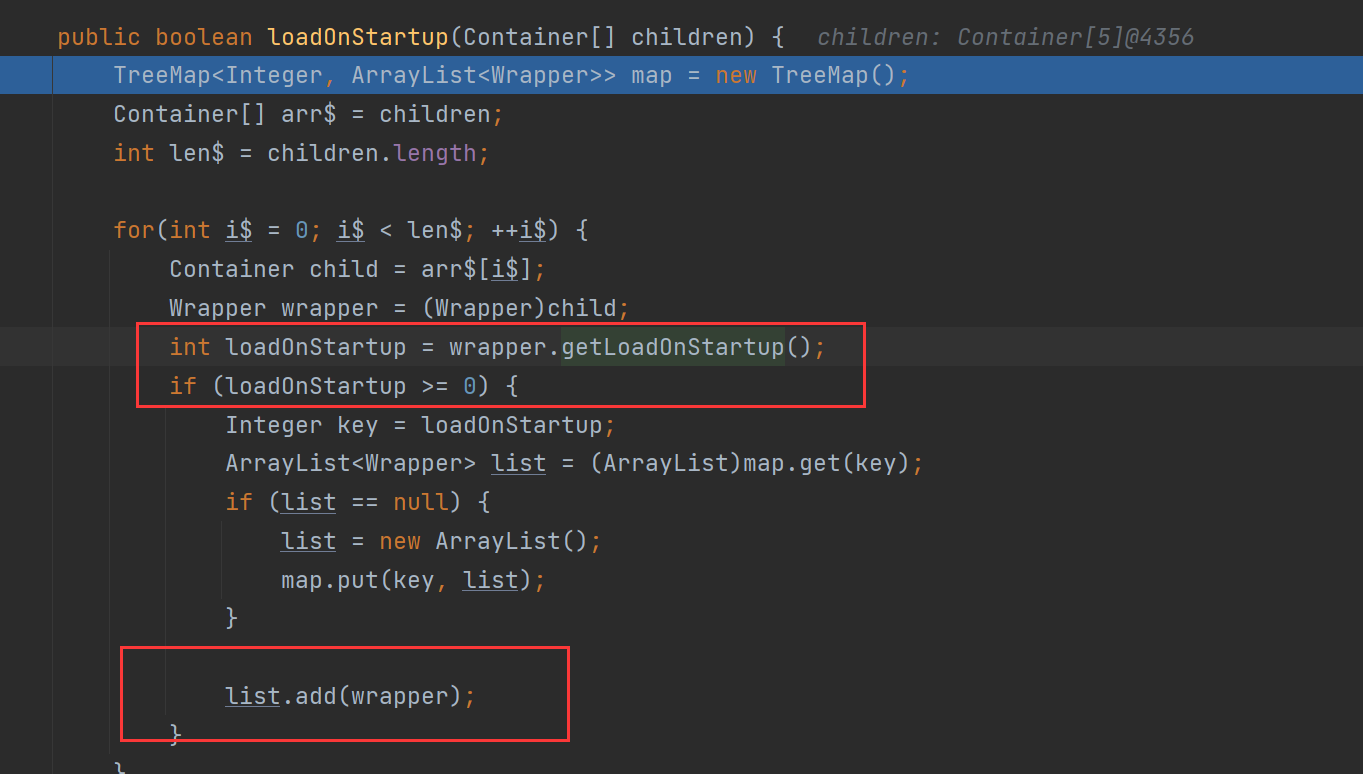 public boolean loadOnStartup(Container[] children) {  children: Container[5]@4356
TreeMap<Integer, ArrayList<Wrapper>> map = new TreeMap();
Container[] arr$ = children;
int len$ = children.length;
for(int i$ = 0; i$ < len$; ++i$) {
Container child = arr$[i$];
Wrapper wrapper = (Wrapper)child;
int loadOnStartup = wrapper.getLoadOnStartup();
if (loadOnStartup >= 0) {
Integer key = loadOnStartup;
ArrayList<Wrapper> list = (ArrayList)map.get(key);
if (list == null) {
list = new ArrayList();
map.put(key, list);
}
list.add(wrapper);
}
}